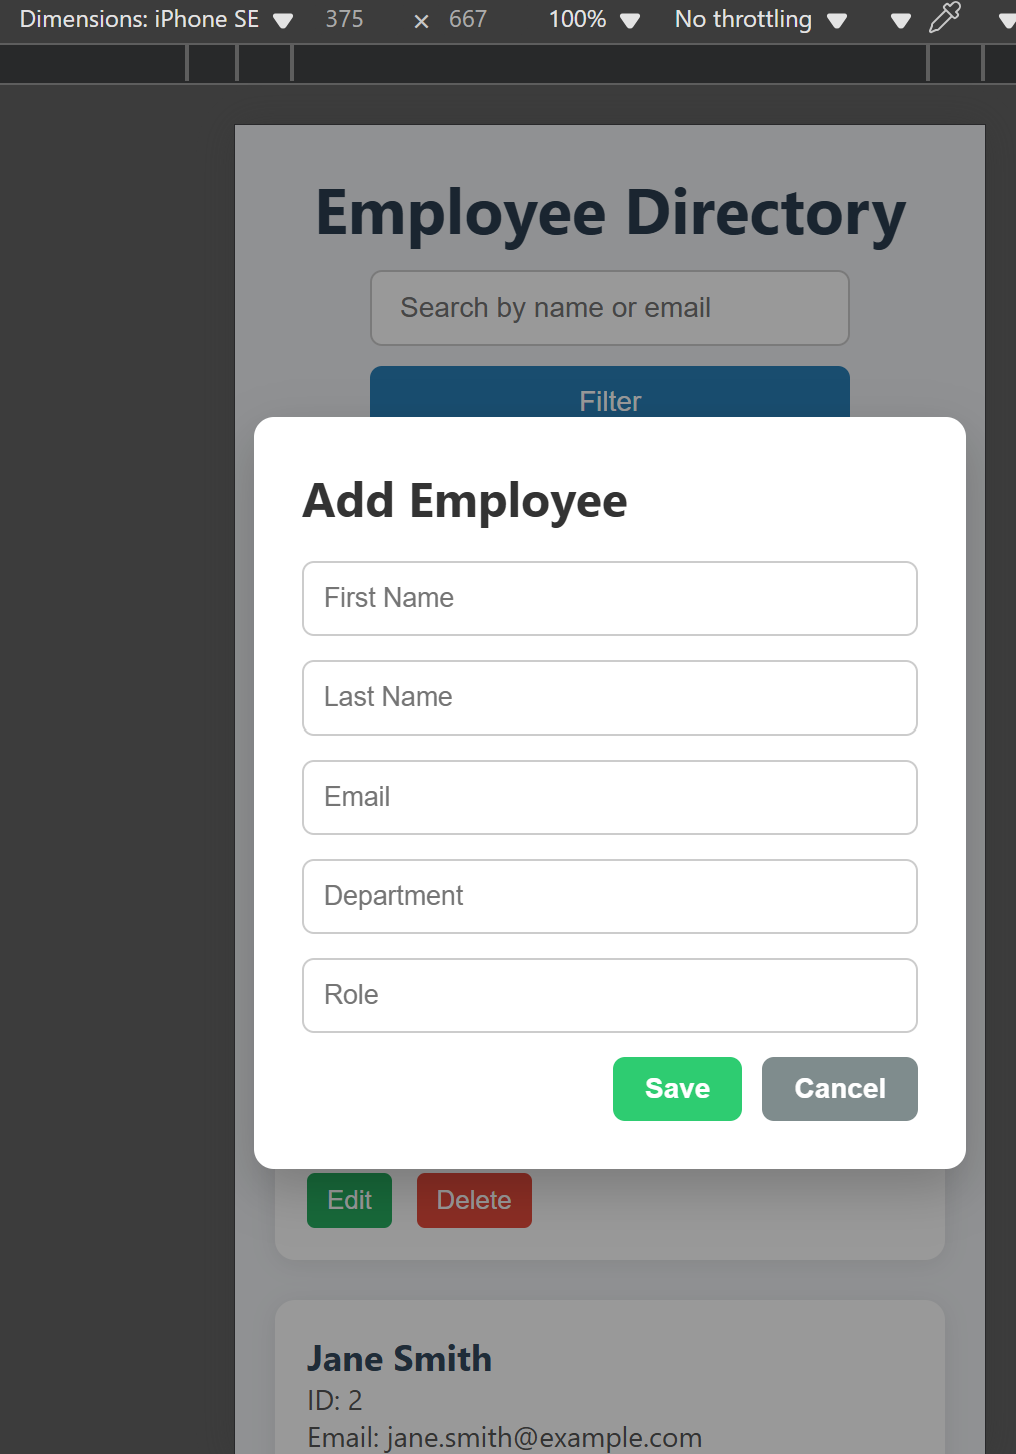 Dimensions: iPhone SE 375 × 667 100% No throttling
Employee Directory
Search by name or email
Filter
Add Employee
First Name
Last Name
Email
Department
Role
Save Cancel
Edit Delete
Jane Smith
ID: 2
Email: jane.smith@example.com